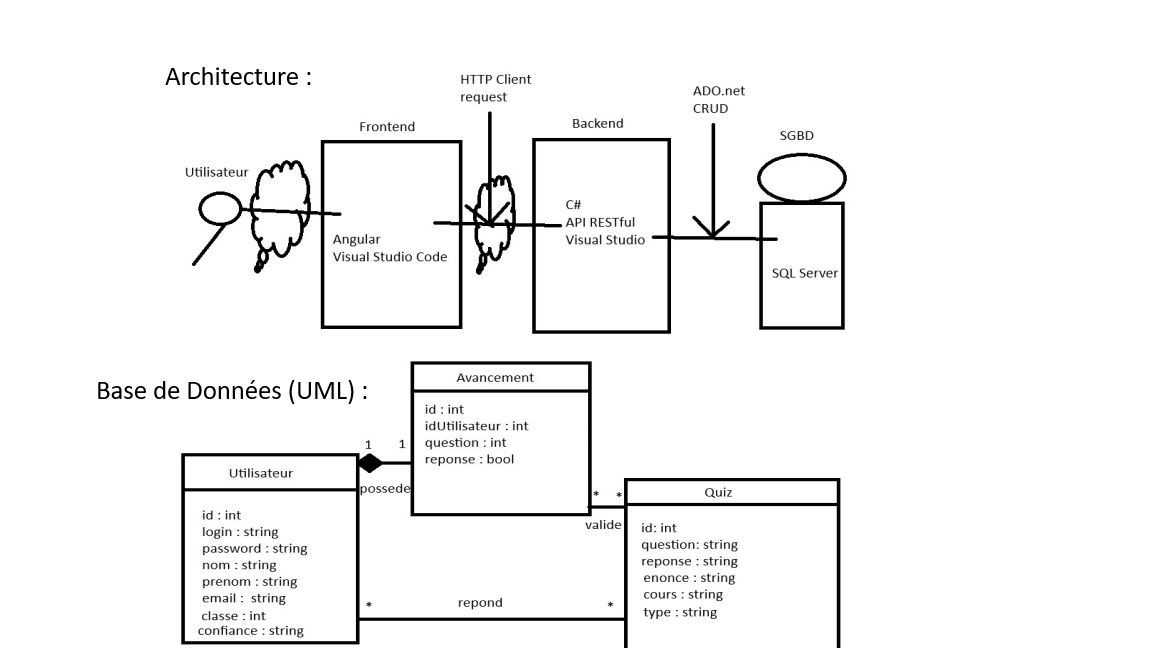 Architecture :
HTTP Client
request
ADO.net
CRUD
Frontend
Backend
SGBD
Utilisateur
C#
API RESTful
Visual Studio
Angular
Visual Studio Code
SQL Server
Base de Données (UML) :
Avancement
id : int
idUtilisateur : int
question : int
reponse : bool
1 1
possede
Utilisateur
id : int
login : string
password : string
nom : string
prenom : string
email : string
classe : int
confiance : string
* *
valide
Quiz
id: int
question: string
reponse : string
enonce : string
cours : string
type : string
* repond *